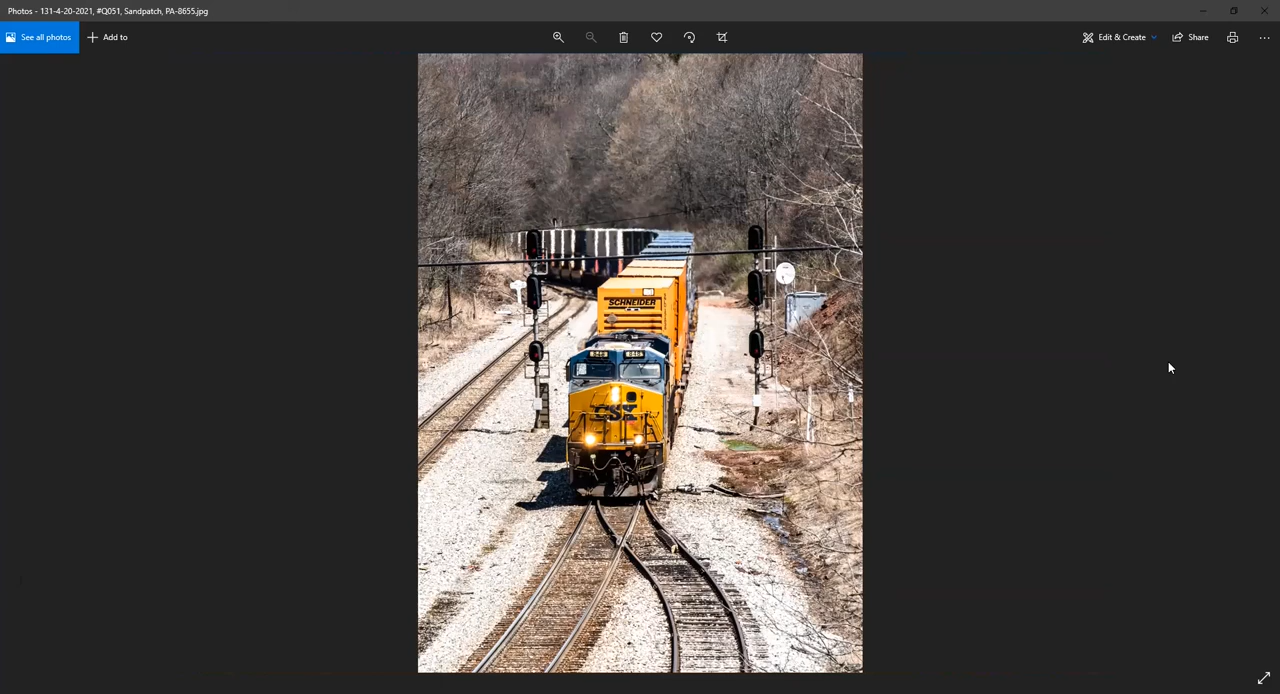 Photos - 131-4-20-2021, #Q051, Sandpatch, PA-8655.jpg
See all photos
Add to
Edit & Create
Share
SCHNEIDER
CSX